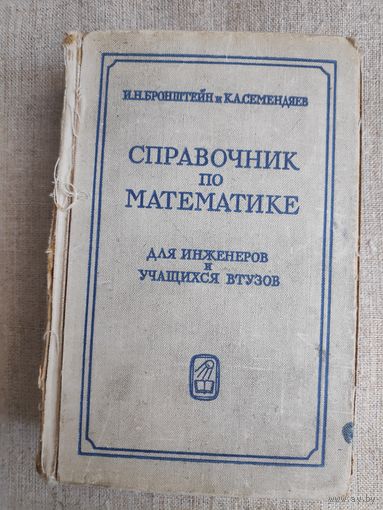 И.Н.БРОНШТЕЙН и К.А.СЕМЕНДЯЕВ
СПРАВОЧНИК
ПО
МАТЕМАТИКЕ
ДЛЯ ИНЖЕНЕРОВ
И
УЧАЩИХСЯ ВТУЗОВ